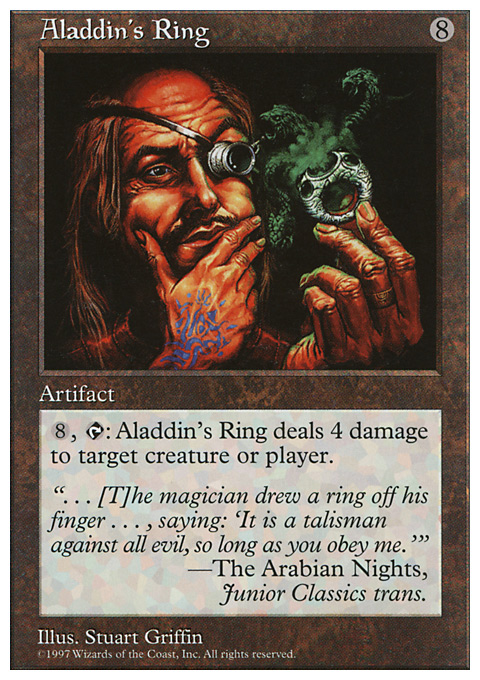 Aladdin's Ring 8
Artifact
8, : Aladdin's Ring deals 4 damage
to target creature or player.
“. . . [T]he magician drew a ring off his
finger . . . , saying: ‘It is a talisman
against all evil, so long as you obey me.’”
—The Arabian Nights,
Junior Classics trans.
Illus. Stuart Griffin
©1997 Wizards of the Coast, Inc. All rights reserved.